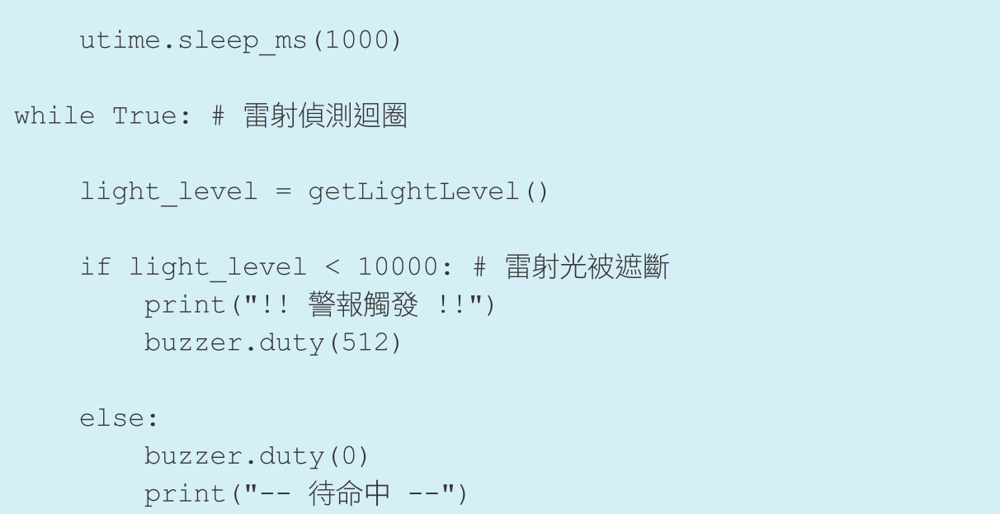 utime.sleep_ms(1000)
while True: # 雷射偵測迴圈
    light_level = getLightLevel()
    if light_level < 10000: # 雷射光被遮斷
        print("!! 警報觸發 !!")
        buzzer.duty(512)
    else:
        buzzer.duty(0)
        print("-- 待命中 --")